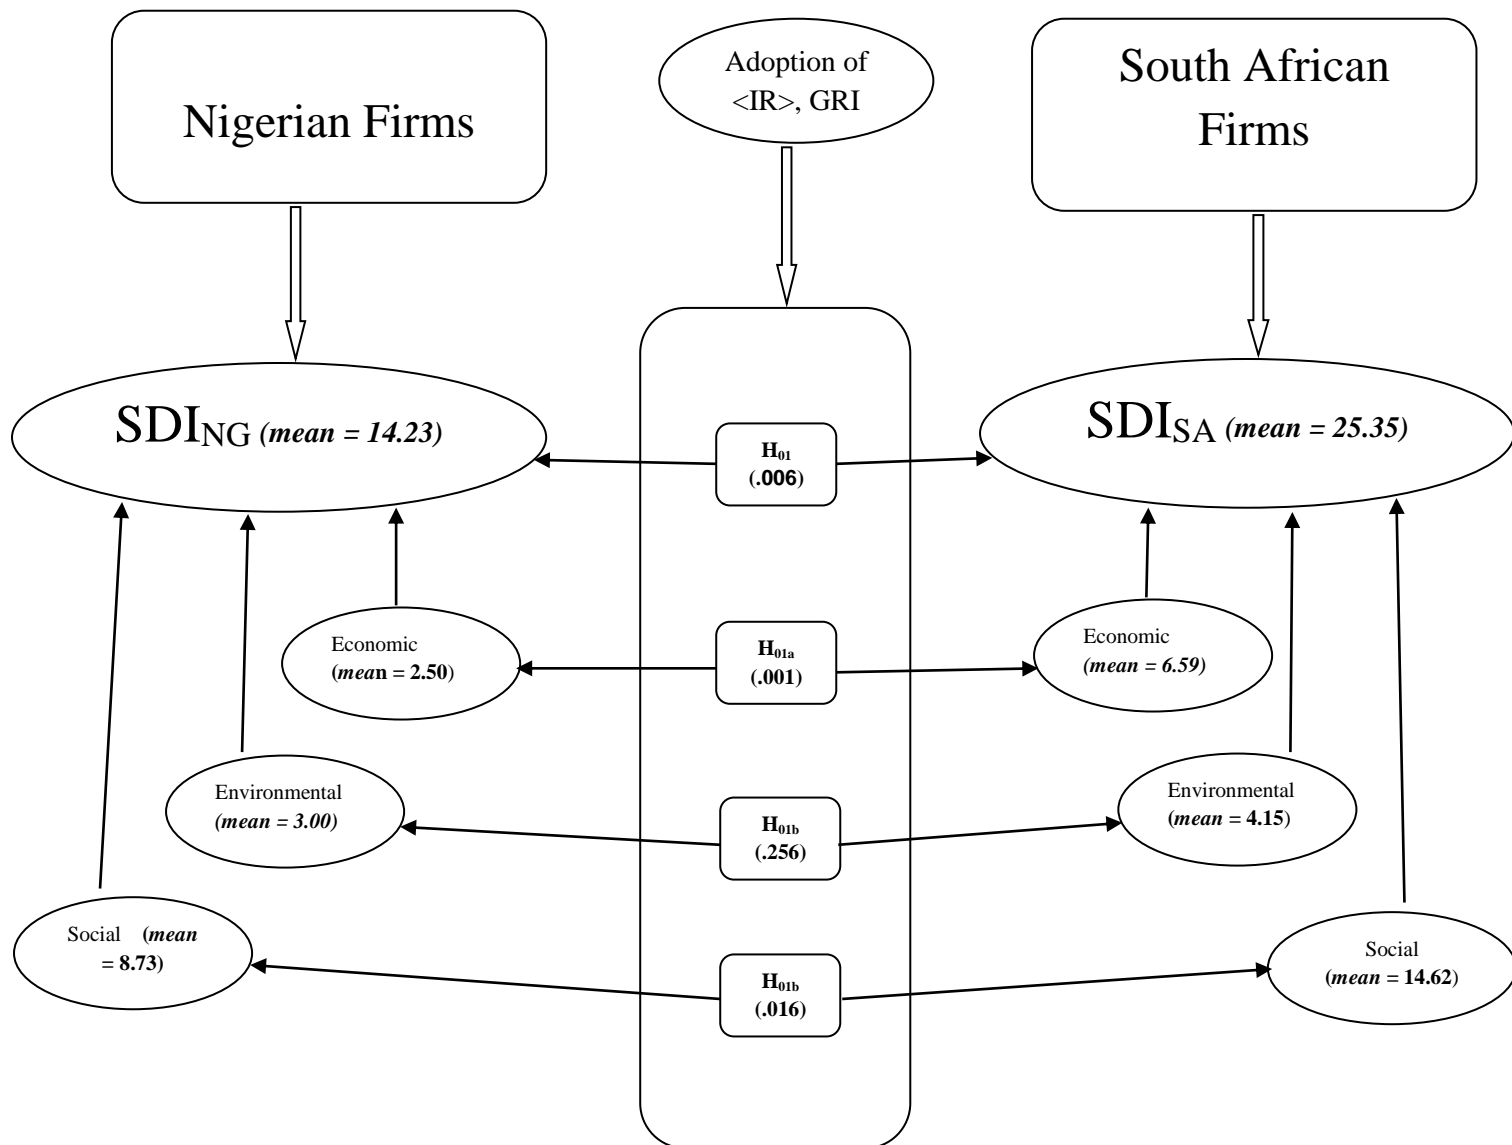 Nigerian Firms
Adoption of
<IR>, GRI
South African
Firms
SDING (mean = 14.23)
H01
(.006)
SDISA (mean = 25.35)
Economic
(mean = 2.50)
H01a
(.001)
Economic
(mean = 6.59)
Environmental
(mean = 3.00)
H01b
(.256)
Environmental
(mean = 4.15)
Social (mean
= 8.73)
H01b
(.016)
Social
(mean = 14.62)